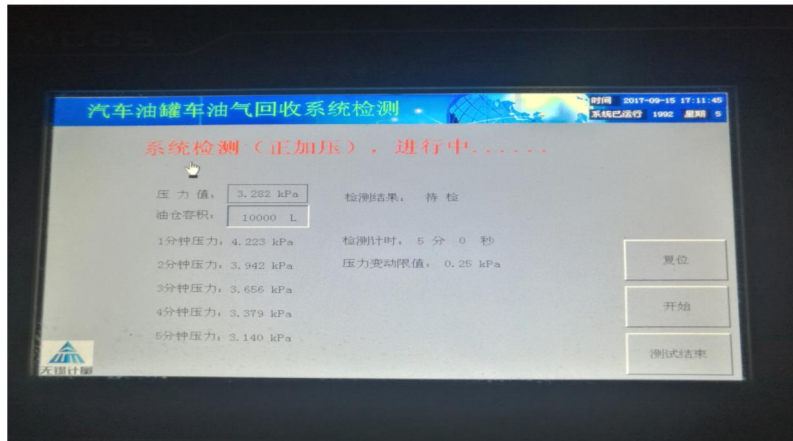 汽车油罐车油气回收系统检测
时间 2017-09-15 17:11:45
系统已运行 1992 星期 5
系统检测（正加压），进行中......
压力值： 3.282 kPa 检测结果： 待检
油仓容积： 10000 L
1分钟压力：4.223 kPa 检测计时： 5 分 0 秒
2分钟压力：3.942 kPa 压力变动限值： 0.25 kPa
3分钟压力：3.656 kPa
4分钟压力：3.379 kPa
5分钟压力：3.140 kPa
复位
开始
测试结束
无锡计量